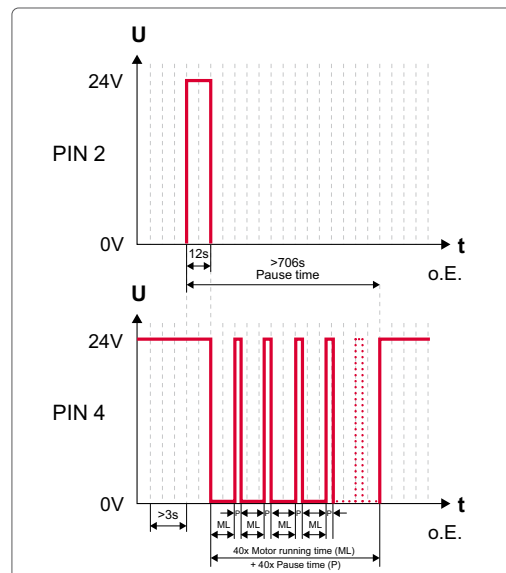 U
24V
PIN 2
0V
12s
t
>706s
Pause time
o.E.
U
24V
PIN 4
0V
t
>3s
P P P P
ML ML ML ML
o.E.
40x Motor running time (ML)
+ 40x Pause time (P)